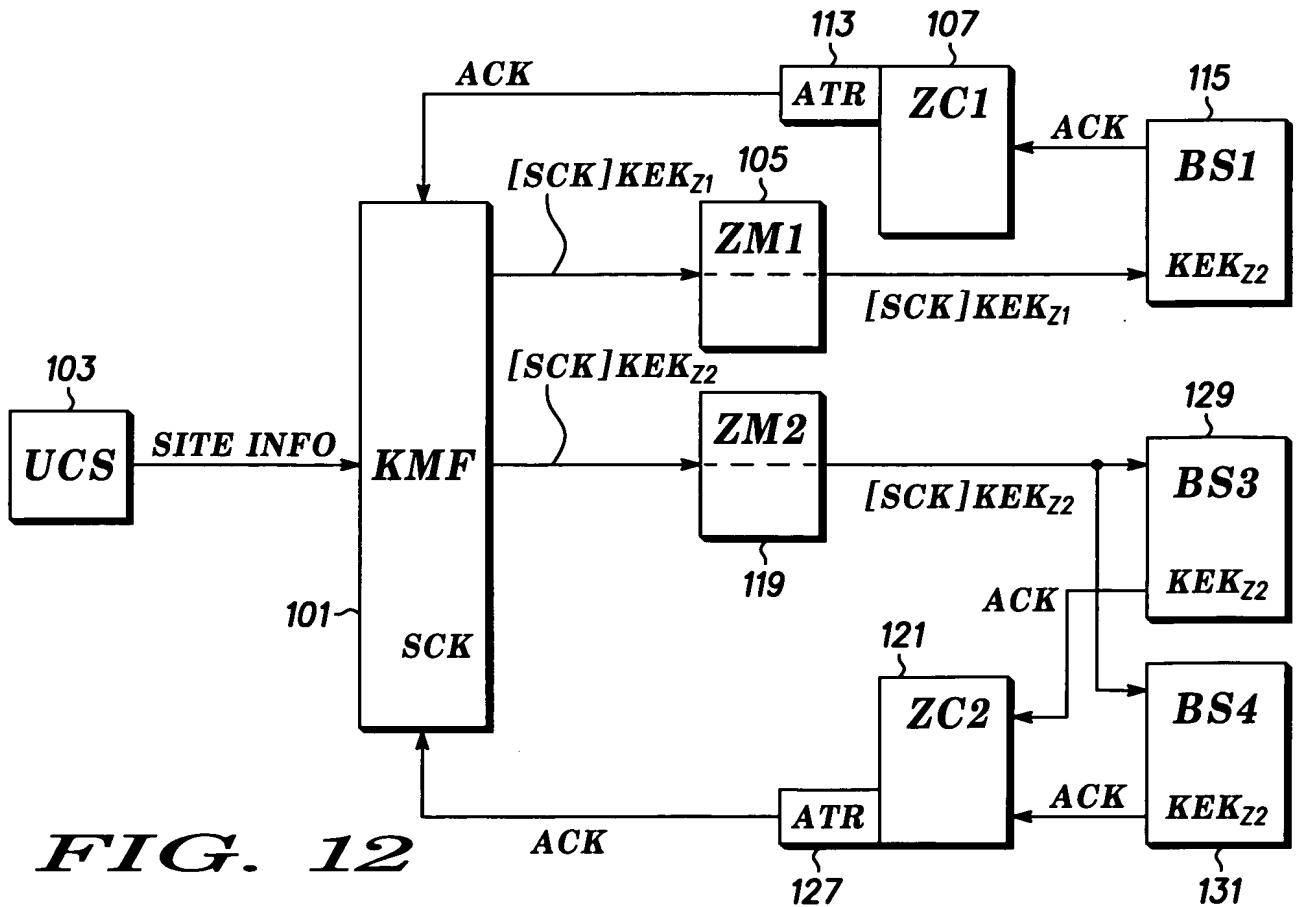 113
107
ACK
ATR
ZC1
115
ACK
BS1
KEKZ2
[SCK]KEKZ1
105
ZM1
[SCK]KEKZ1
103
UCS
SITE INFO
KMF
101
SCK
[SCK]KEKZ2
ZM2
119
[SCK]KEKZ2
129
BS3
KEKZ2
ACK
121
ZC2
BS4
KEKZ2
131
ACK
ATR
127
ACK
FIG. 12